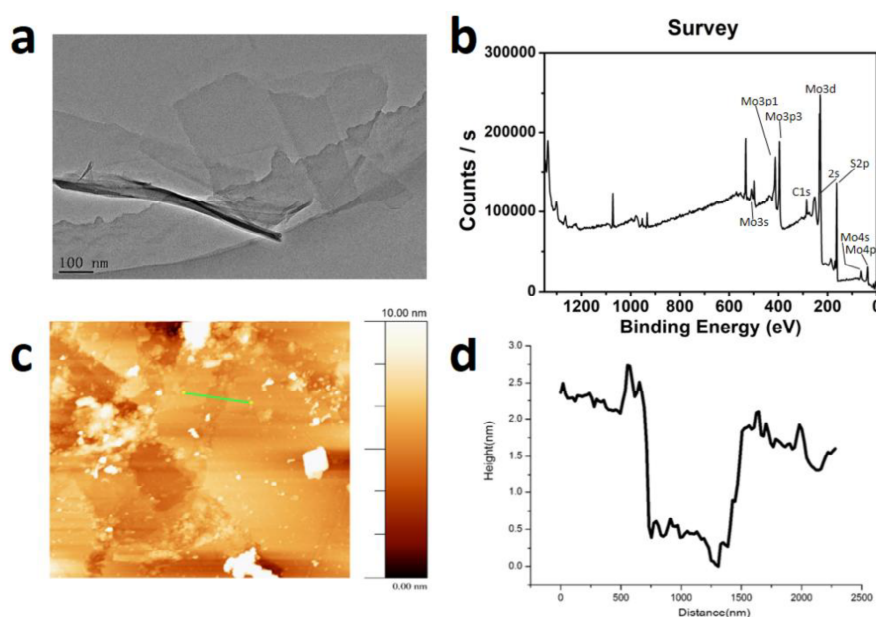 a
100 nm
b
Survey
Counts / s
300000
200000
100000
0
1200 1000 800 600 400 200 0
Binding Energy (eV)
Mo3p1
Mo3p3
Mo3d
2s
S2p
C1s
Mo3s
Mo4s
Mo4p
c
10.00 nm
0.00 nm
d
Height(nm)
2.5
2.0
1.5
1.0
0.5
0.0
0 500 1000 1500 2000 2500
Distance(nm)